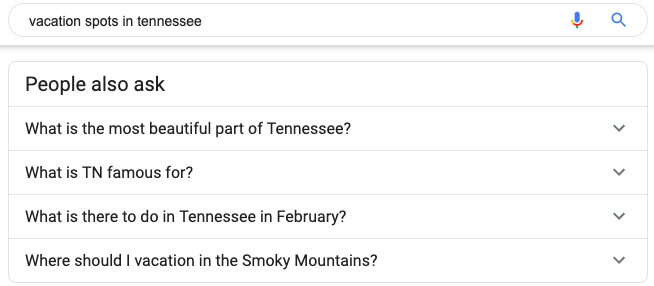 vacation spots in tennessee
People also ask
What is the most beautiful part of Tennessee?
What is TN famous for?
What is there to do in Tennessee in February?
Where should I vacation in the Smoky Mountains?